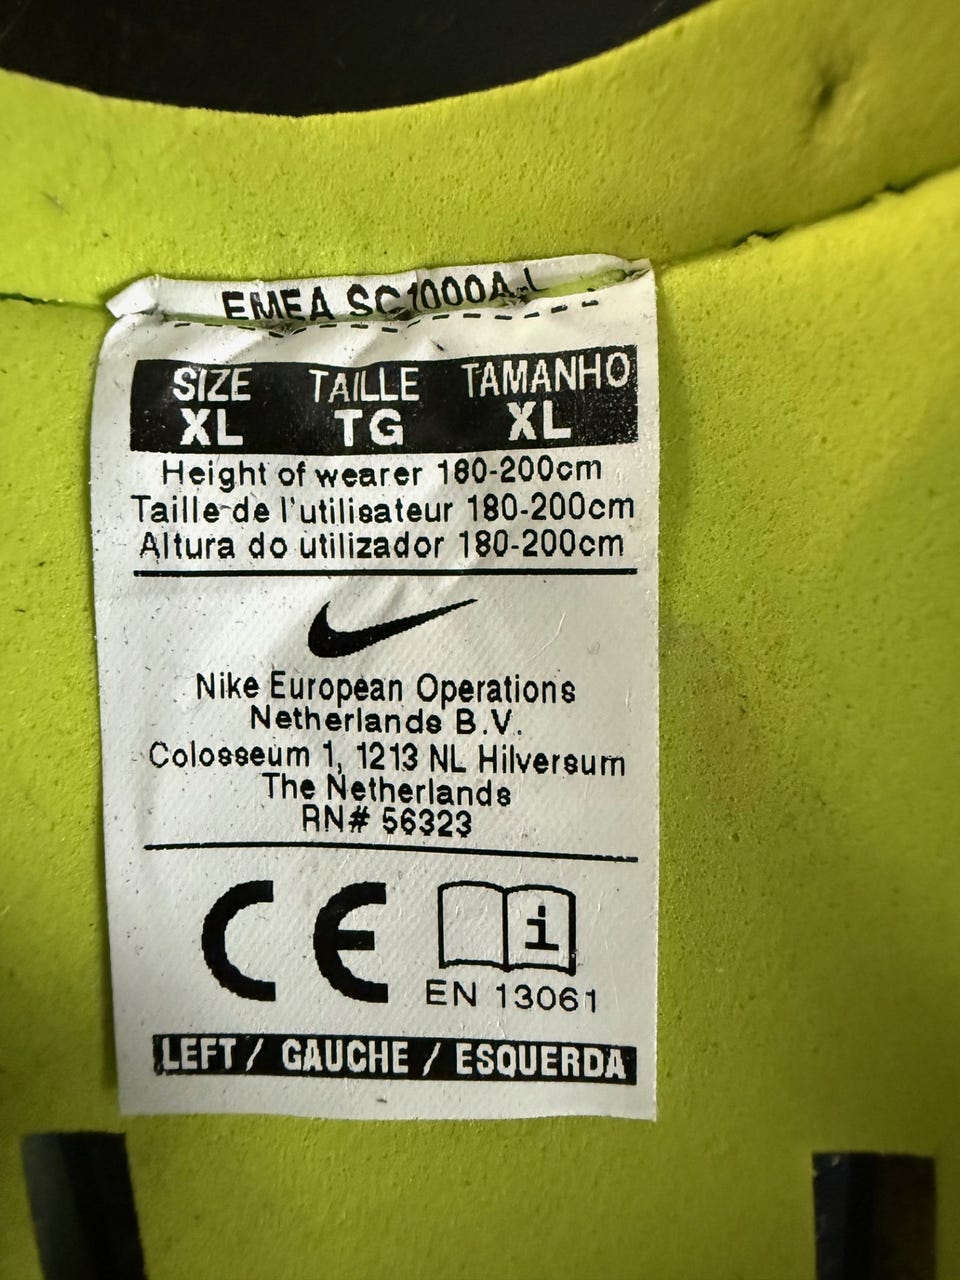 EMEA SC1000A-L
SIZE TAILLE TAMANHO
XL TG XL
Height of wearer 180-200cm
Taille de l'utilisateur 180-200cm
Altura do utilizador 180-200cm
Nike European Operations
Netherlands B.V.
Colosseum 1, 1213 NL Hilversum
The Netherlands
RN# 56323
CE i
EN 13061
LEFT / GAUCHE / ESQUERDA